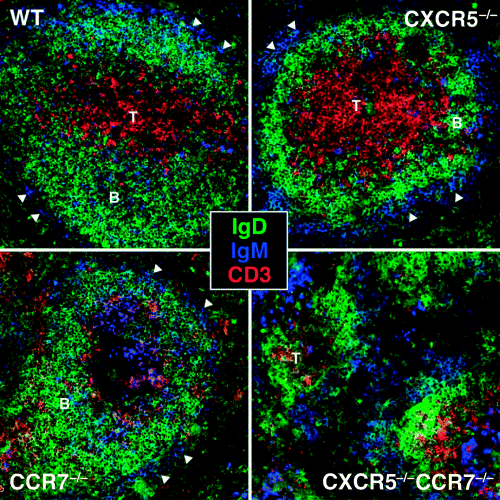 WT
CXCR5–/–
T
B
T
B
IgD
IgM
CD3
B
CCR7–/–
T
CXCR5–/–CCR7–/–